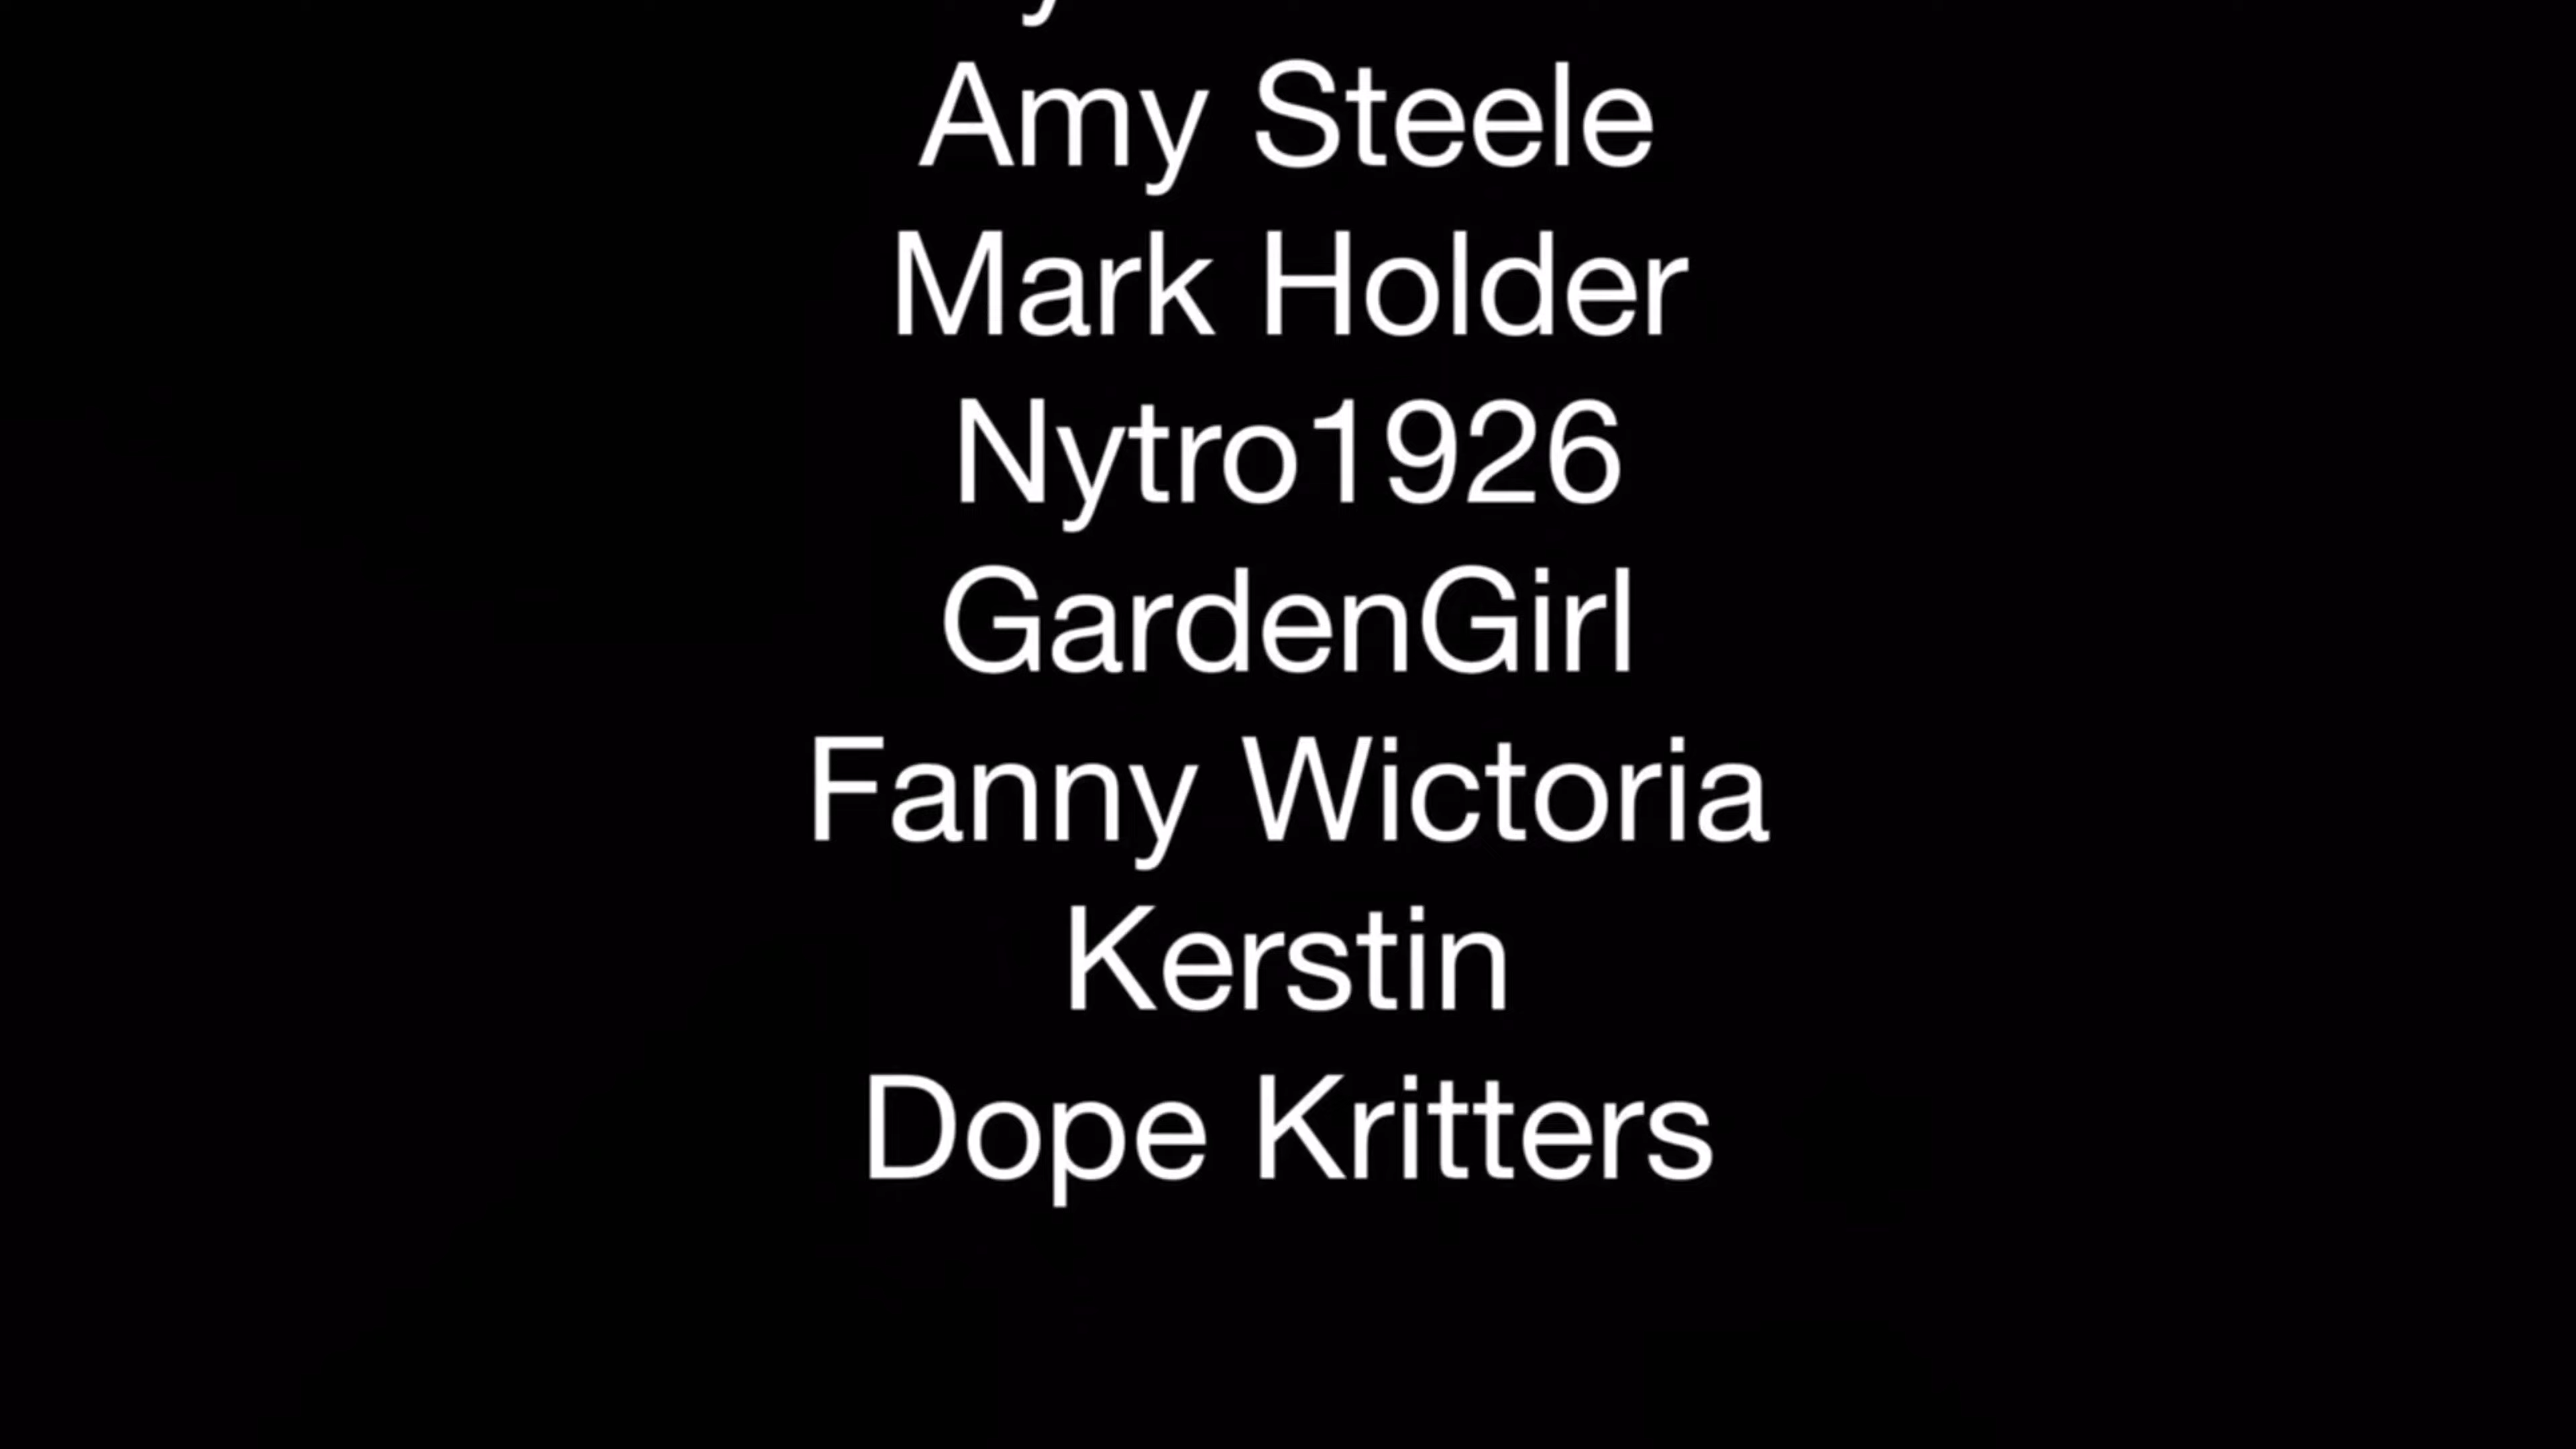 Amy Steele
Mark Holder
Nytro1926
GardenGirl
Fanny Wictoria
Kerstin
Dope Kritters